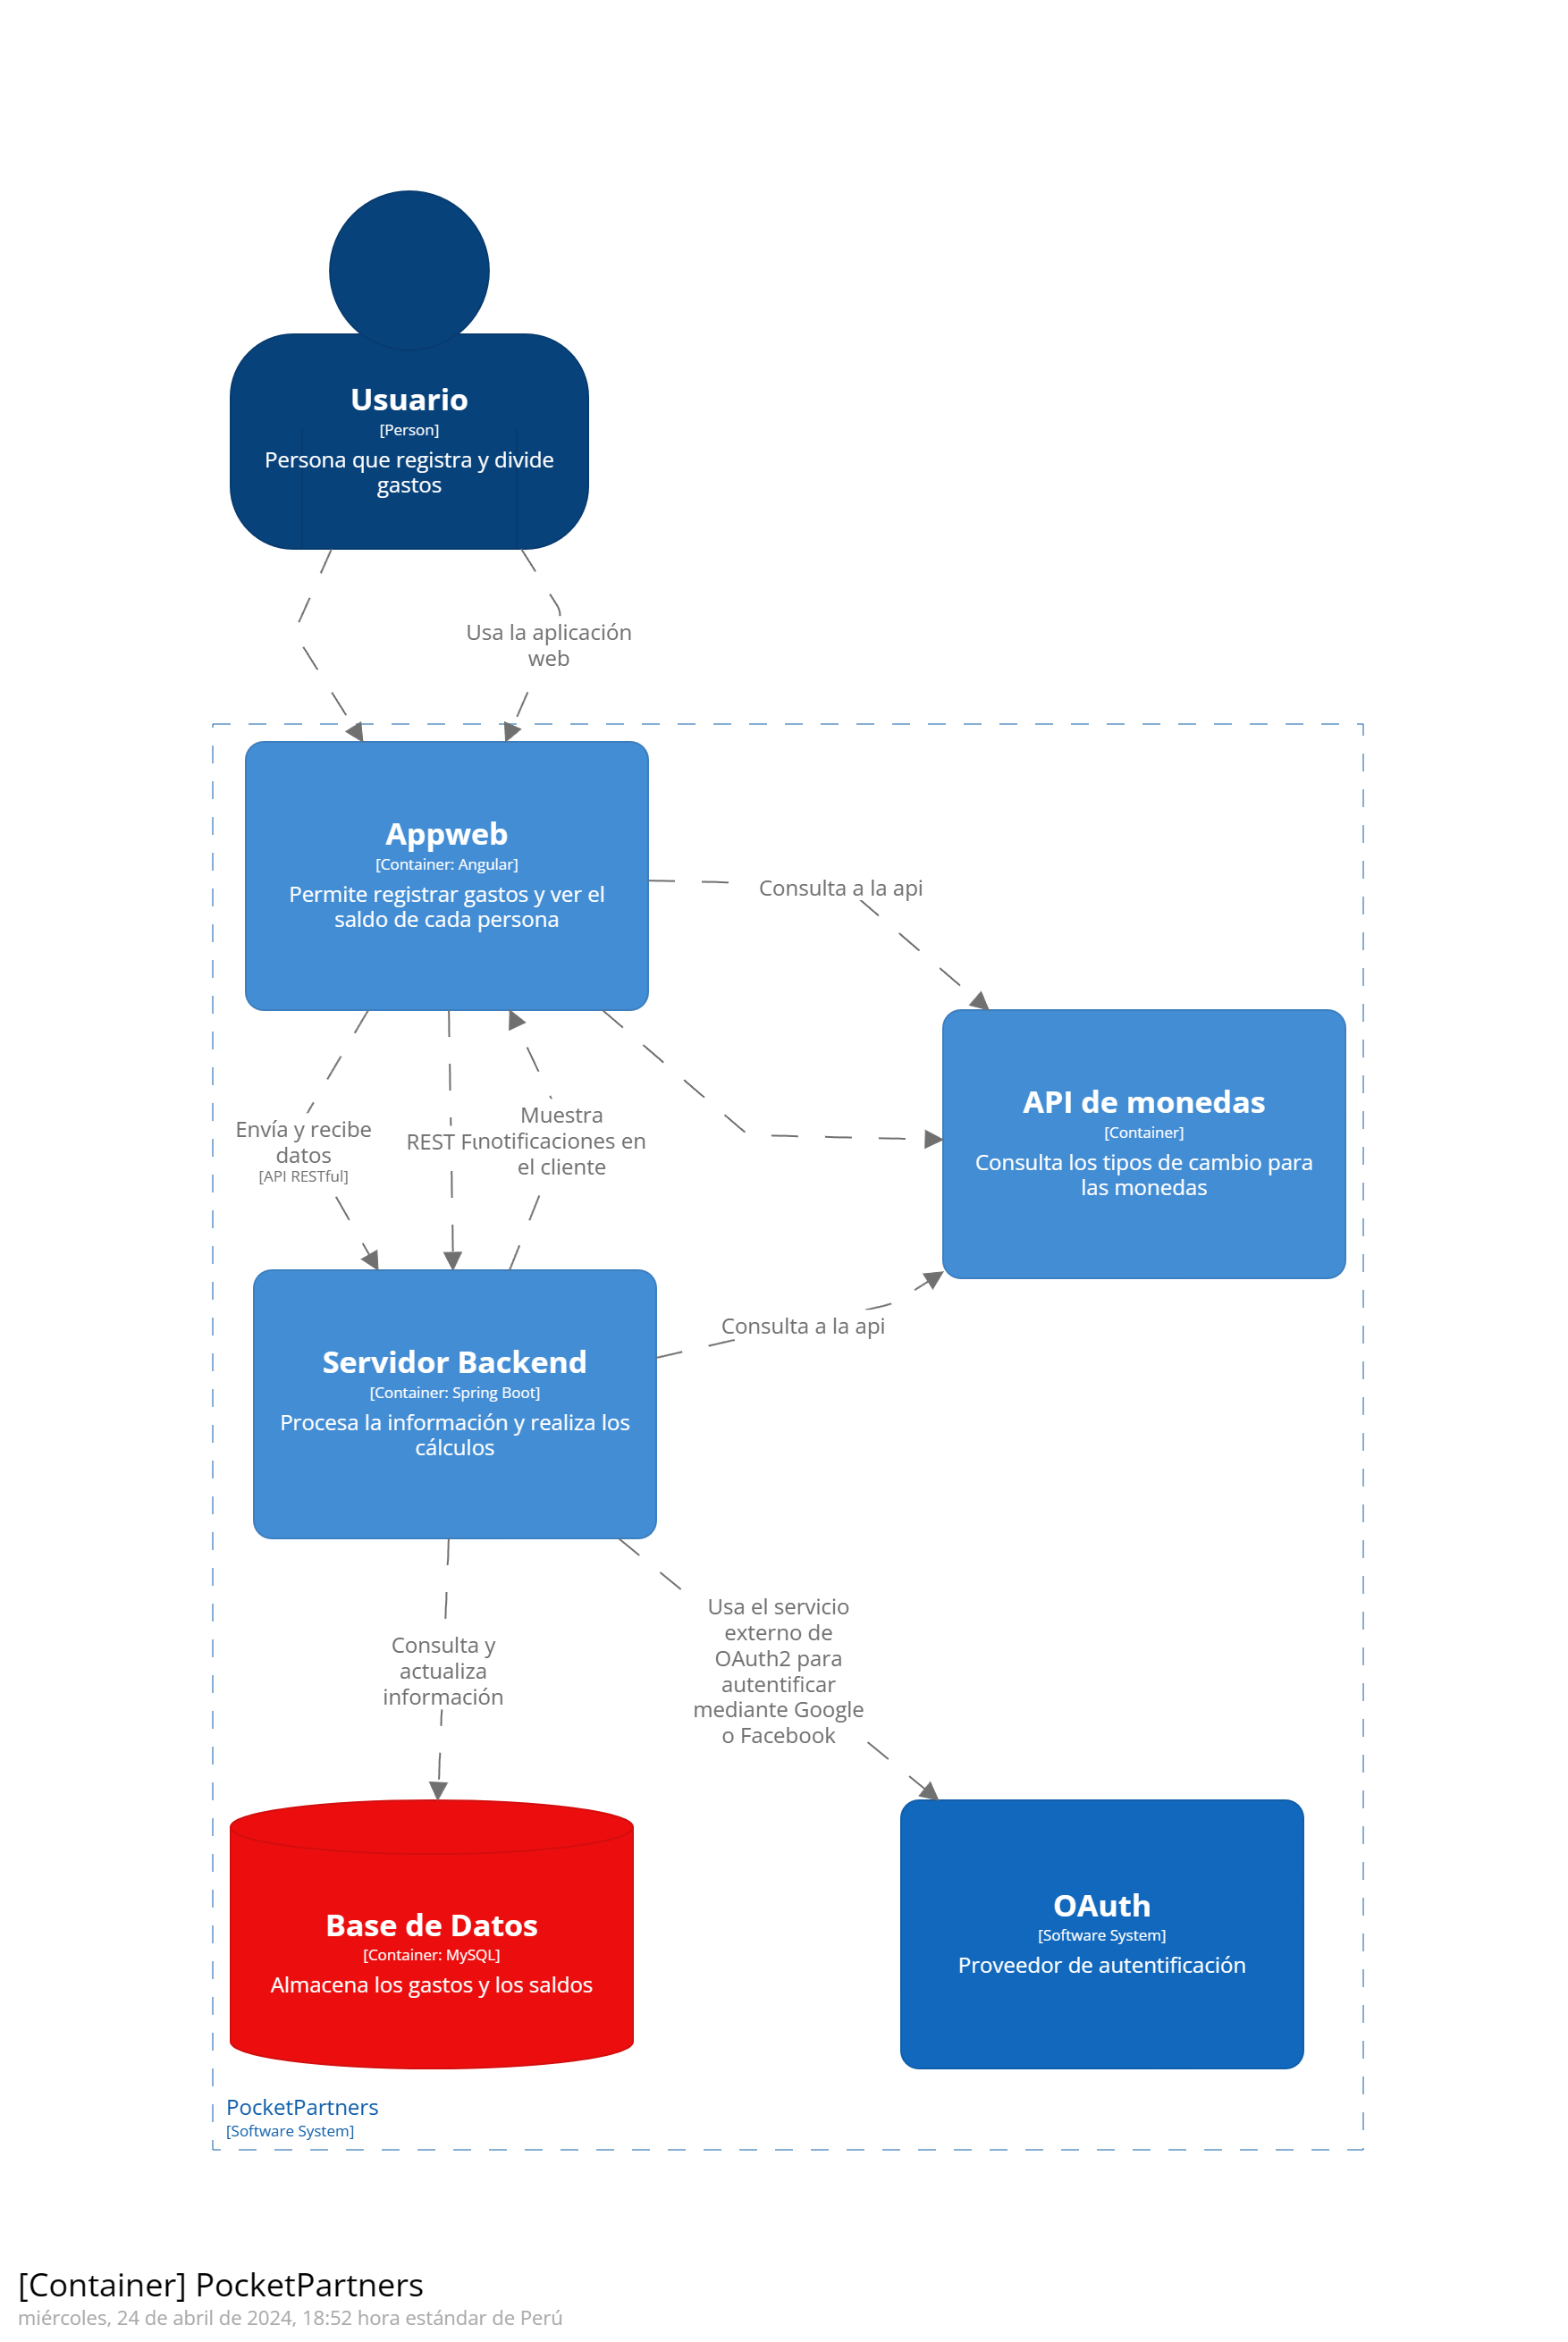 Usuario
[Person]
Persona que registra y divide
gastos
Usa la aplicación
web
Appweb
[Container: Angular]
Permite registrar gastos y ver el
saldo de cada persona
Consulta a la api
API de monedas
[Container]
Consulta los tipos de cambio para
las monedas
Envía y recibe
datos
[API RESTful]
REST
Muestra
notificaciones en
el cliente
Consulta a la api
Servidor Backend
[Container: Spring Boot]
Procesa la información y realiza los
cálculos
Consulta y
actualiza
información
Usa el servicio
externo de
OAuth2 para
autentificar
mediante Google
o Facebook
Base de Datos
[Container: MySQL]
Almacena los gastos y los saldos
OAuth
[Software System]
Proveedor de autentificación
PocketPartners
[Software System]
[Container] PocketPartners
miércoles, 24 de abril de 2024, 18:52 hora estándar de Perú